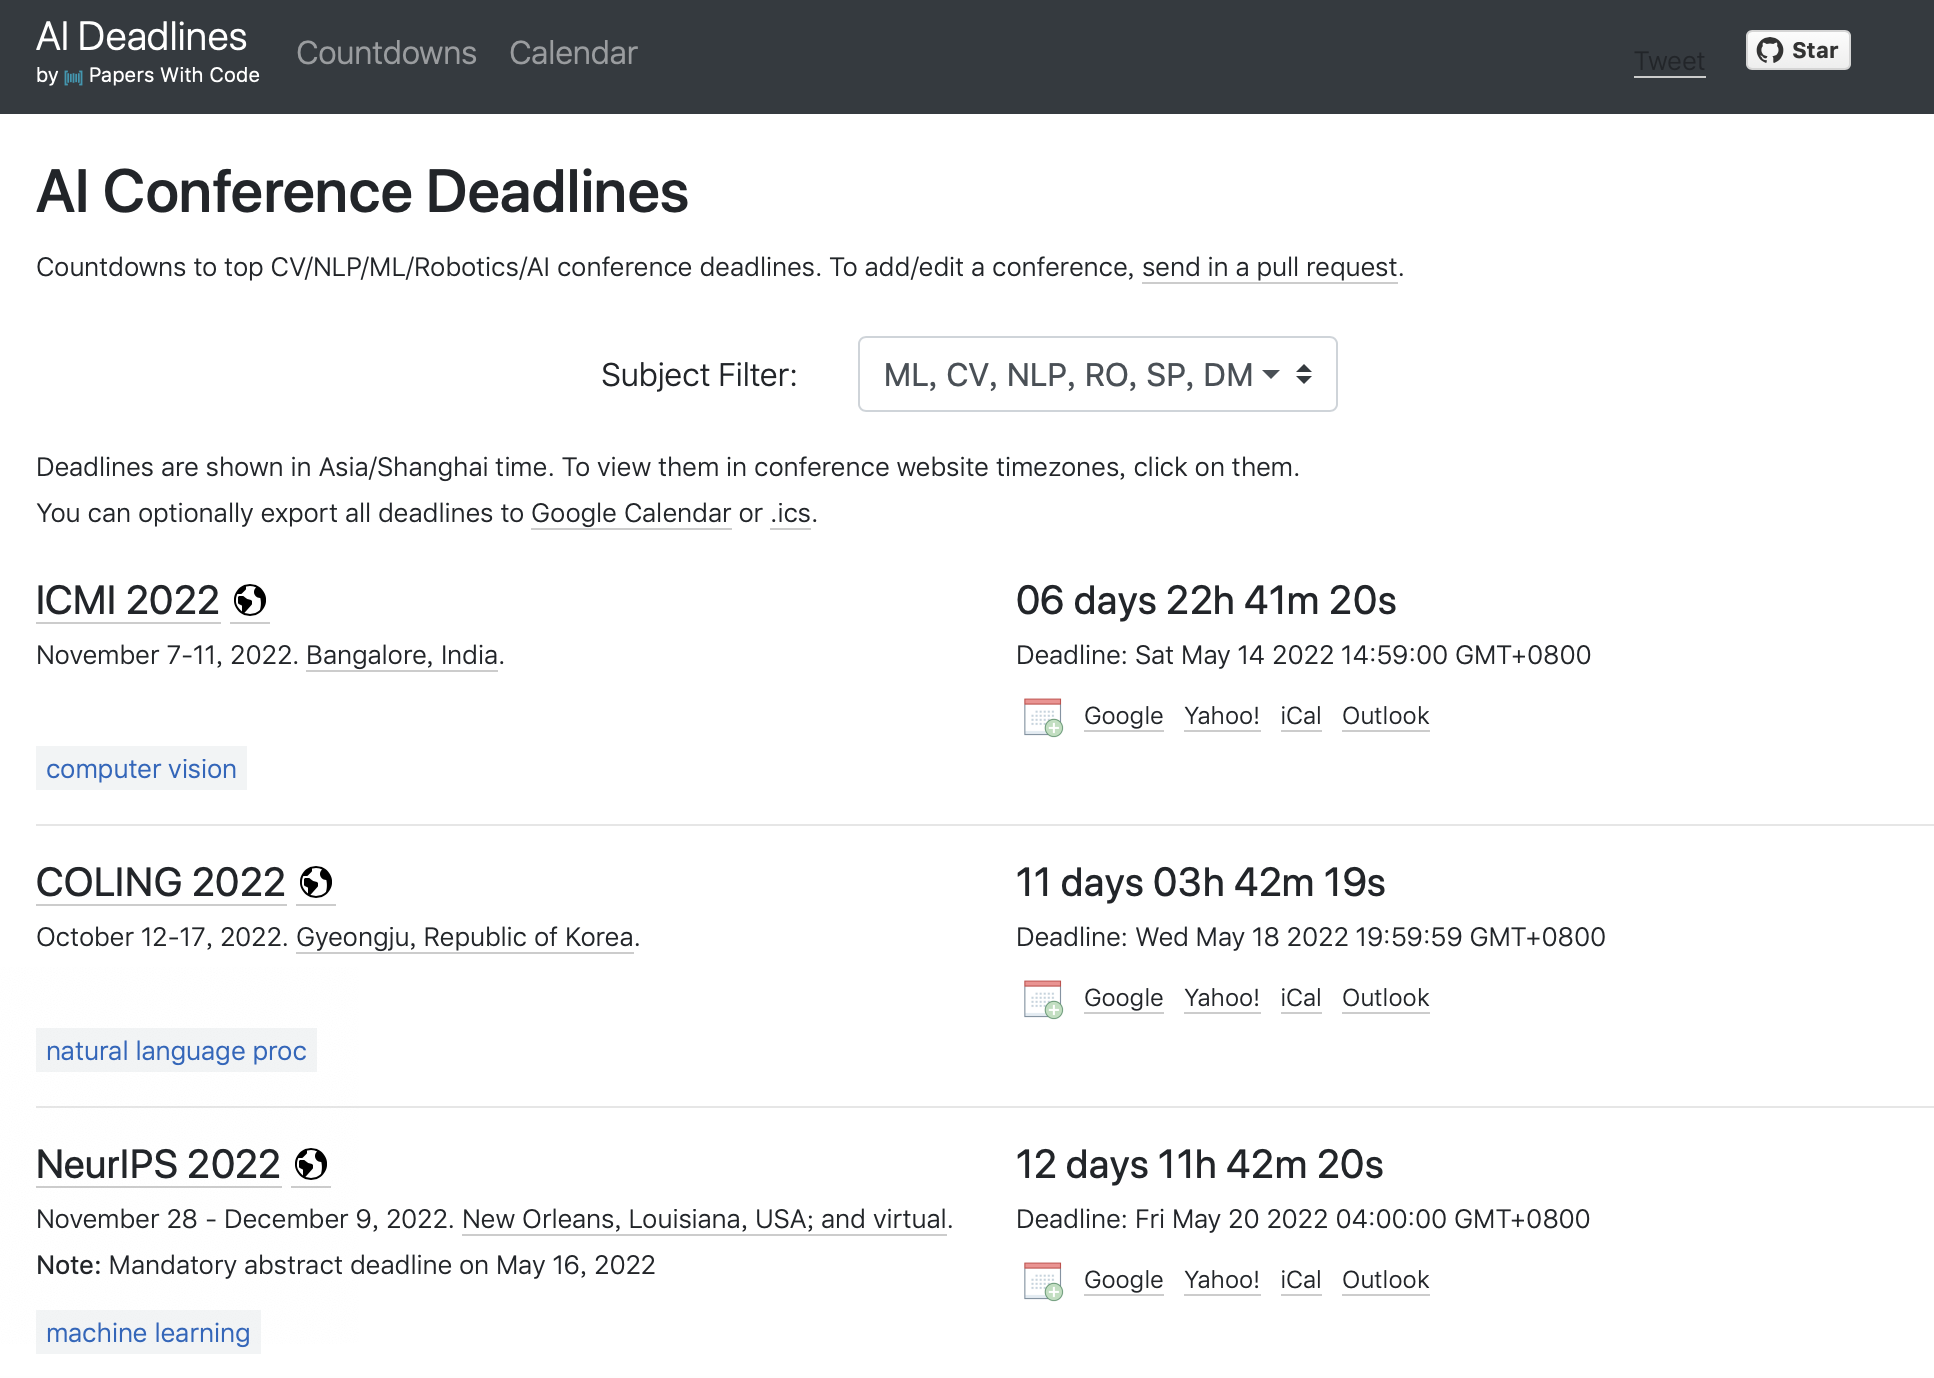 AI Deadlines
by Papers With Code
Countdowns
Calendar
Tweet
Star
AI Conference Deadlines
Countdowns to top CV/NLP/ML/Robotics/AI conference deadlines. To add/edit a conference, send in a pull request.
Subject Filter:
ML, CV, NLP, RO, SP, DM
Deadlines are shown in Asia/Shanghai time. To view them in conference website timezones, click on them.
You can optionally export all deadlines to Google Calendar or .ics.
ICMI 2022
06 days 22h 41m 20s
November 7-11, 2022. Bangalore, India.
Deadline: Sat May 14 2022 14:59:00 GMT+0800
Google Yahoo! iCal Outlook
computer vision
COLING 2022
11 days 03h 42m 19s
October 12-17, 2022. Gyeongju, Republic of Korea.
Deadline: Wed May 18 2022 19:59:59 GMT+0800
Google Yahoo! iCal Outlook
natural language proc
NeurIPS 2022
12 days 11h 42m 20s
November 28 - December 9, 2022. New Orleans, Louisiana, USA; and virtual.
Deadline: Fri May 20 2022 04:00:00 GMT+0800
Note: Mandatory abstract deadline on May 16, 2022
Google Yahoo! iCal Outlook
machine learning